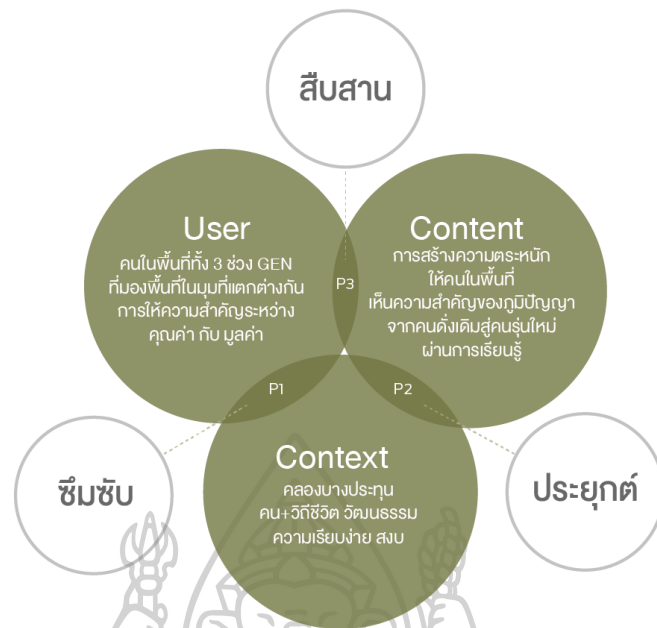 สืบสาน
User
คนในพื้นที่ทั้ง 3 ช่วง GEN
ที่มองพื้นที่ในมุมที่แตกต่างกัน
การให้ความสำคัญระหว่าง
คุณค่า กับ มูลค่า
Content
การสร้างความตระหนัก
ให้คนในพื้นที่
เห็นความสำคัญของภูมิปัญญา
จากคนดั่งเดิมสู่คนรุ่นใหม่
ผ่านการเรียนรู้
P3
P1
P2
Context
คลองบางประทุน
คน+วิถีชีวิต วัฒนธรรม
ความเรียบง่าย สงบ
ซึมซับ
ประยุกต์